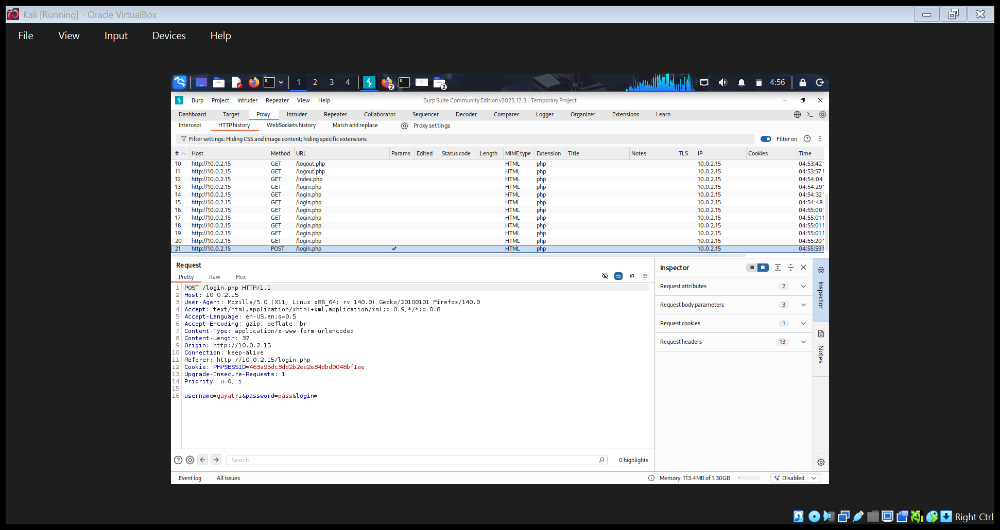 Kali [Running] - Oracle VirtualBox
File View Input Devices Help
1 2 3 4 2 2 4:56
Burp Project Intruder Repeater View Help Burp Suite Community Edition v2025.12.3 - Temporary Project
Dashboard Target Proxy Intruder Repeater Collaborator Sequencer Decoder Comparer Logger Organizer Extensions Learn
Intercept HTTP history WebSockets history Match and replace Proxy settings
Filter settings: Hiding CSS and image content; hiding specific extensions Filter on
# Host Method URL Params Edited Status code Length MIME type Extension Title Notes TLS IP Cookies Time
10 http://10.0.2.15 GET /logout.php HTML php 10.0.2.15 04:53:42
11 http://10.0.2.15 GET /logout.php HTML php 10.0.2.15 04:53:57
12 http://10.0.2.15 GET /index.php HTML php 10.0.2.15 04:54:04
13 http://10.0.2.15 GET /login.php HTML php 10.0.2.15 04:54:29
14 http://10.0.2.15 GET /login.php HTML php 10.0.2.15 04:54:32
15 http://10.0.2.15 GET /login.php HTML php 10.0.2.15 04:54:48
16 http://10.0.2.15 GET /login.php HTML php 10.0.2.15 04:55:00
17 http://10.0.2.15 GET /login.php HTML php 10.0.2.15 04:55:01
18 http://10.0.2.15 GET /login.php HTML php 10.0.2.15 04:55:01
19 http://10.0.2.15 GET /login.php HTML php 10.0.2.15 04:55:01
20 http://10.0.2.15 GET /login.php HTML php 10.0.2.15 04:55:20
21 http://10.0.2.15 POST /login.php ✓ HTML php 10.0.2.15 04:55:59
Request
Pretty Raw Hex \n
1 POST /login.php HTTP/1.1
2 Host: 10.0.2.15
3 User-Agent: Mozilla/5.0 (X11; Linux x86_64; rv:140.0) Gecko/20100101 Firefox/140.0
4 Accept: text/html,application/xhtml+xml,application/xml;q=0.9,*/*;q=0.8
5 Accept-Language: en-US,en;q=0.5
6 Accept-Encoding: gzip, deflate, br
7 Content-Type: application/x-www-form-urlencoded
8 Content-Length: 37
9 Origin: http://10.0.2.15
10 Connection: keep-alive
11 Referer: http://10.0.2.15/login.php
12 Cookie: PHPSESSID=463a95dc3dd2b2ee2e84dbd0048bf1ae
13 Upgrade-Insecure-Requests: 1
14 Priority: u=0, i
15
16 username=gayatri&password=pass&login=
Inspector
Request attributes 2
Request body parameters 3
Request cookies 1
Request headers 13
Inspector
Notes
Search 0 highlights
Event log All issues Memory: 113.4MB of 1.30GB Disabled
Right Ctrl